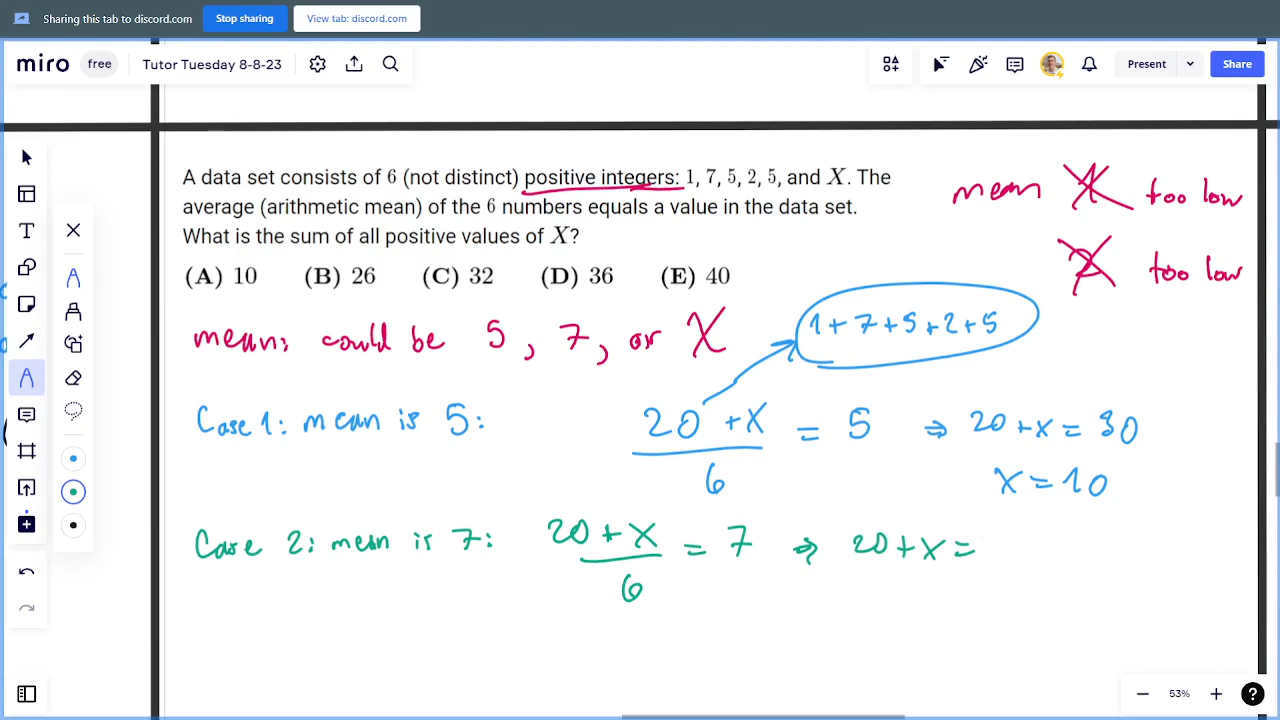 Sharing this tab to discord.com Stop sharing View tab: discord.com
miro free Tutor Tuesday 8-8-23 Present Share
A data set consists of 6 (not distinct) positive integers: 1, 7, 5, 2, 5, and X. The
average (arithmetic mean) of the 6 numbers equals a value in the data set.
What is the sum of all positive values of X?
(A) 10 (B) 26 (C) 32 (D) 36 (E) 40
mean 1 too low
2 too low
mean: could be 5, 7, or X
1+7+5+2+5
Case 1: mean is 5: 20 + x / 6 = 5 ⇒ 20 + x = 30
x = 10
Case 2: mean is 7: 20 + x / 6 = 7 ⇒ 20 + x =
53%